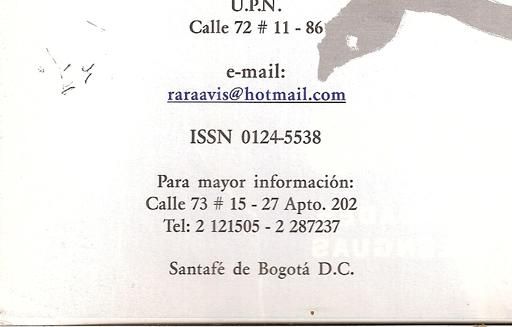 U.P.N.
Calle 72 # 11 - 86
e-mail:
raraavis@hotmail.com
ISSN 0124-5538
Para mayor información:
Calle 73 # 15 - 27 Apto. 202
Tel: 2 121505 - 2 287237
Santafé de Bogotá D.C.